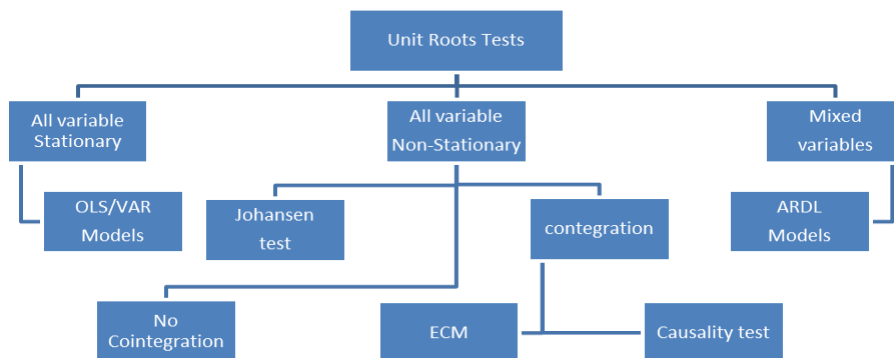 Unit Roots Tests
All variable
Stationary
All variable
Non-Stationary
Mixed
variables
OLS/VAR
Models
Johansen
test
contegration
ARDL
Models
No
Cointegration
ECM
Causality test